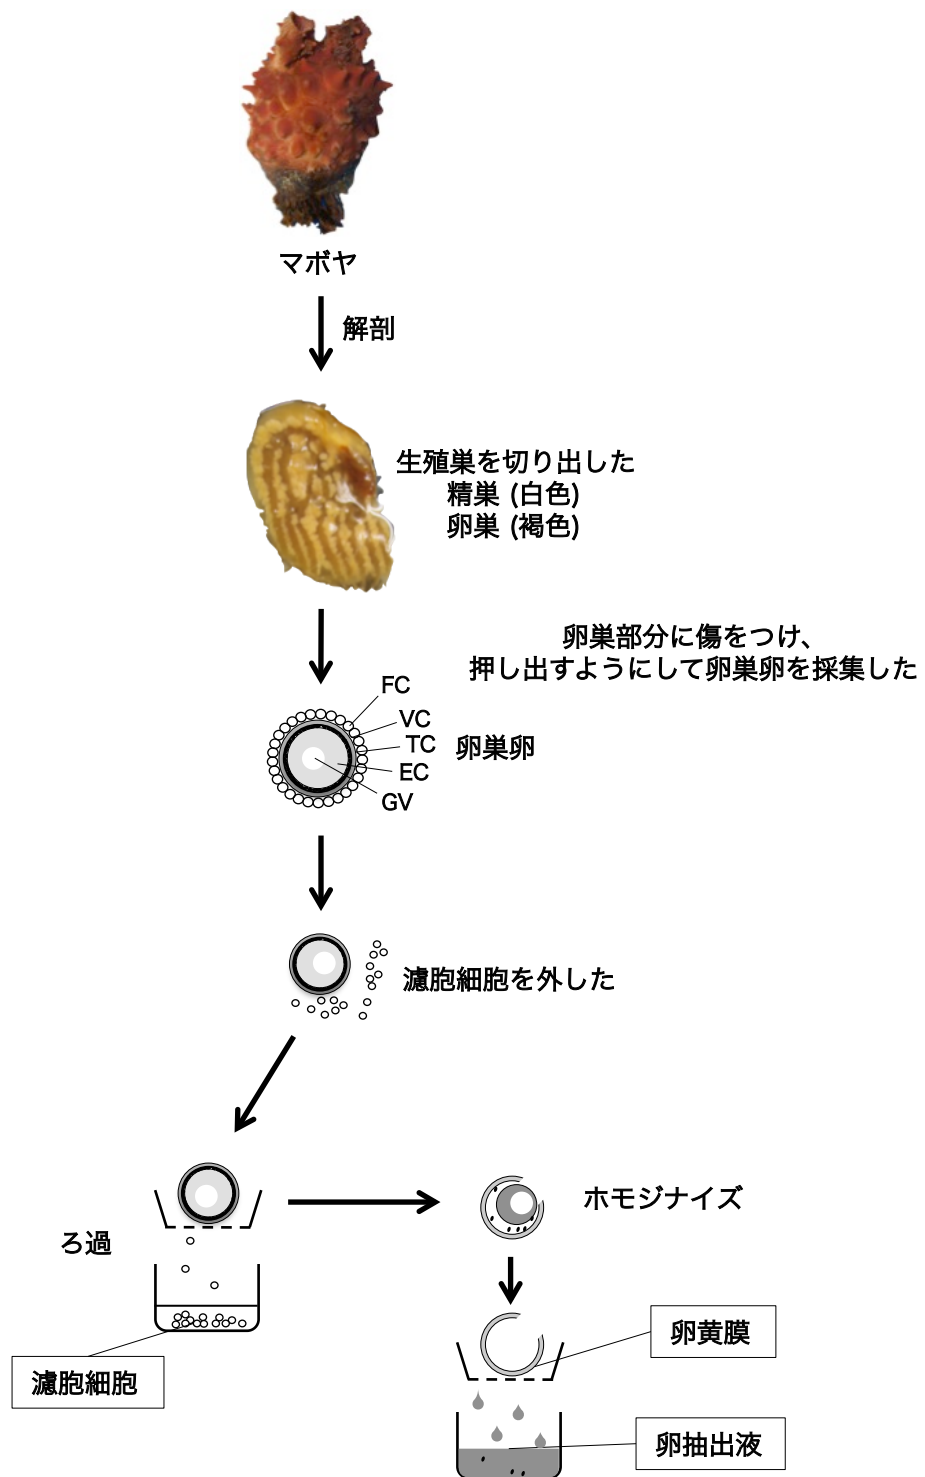 マボヤ
解剖
生殖巣を切り出した
精巣 (白色)
卵巣 (褐色)
卵巣部分に傷をつけ、
押し出すようにして卵巣卵を採集した
FC
VC
TC
EC
GV
卵巣卵
濾胞細胞を外した
ろ過
濾胞細胞
ホモジナイズ
卵黄膜
卵抽出液